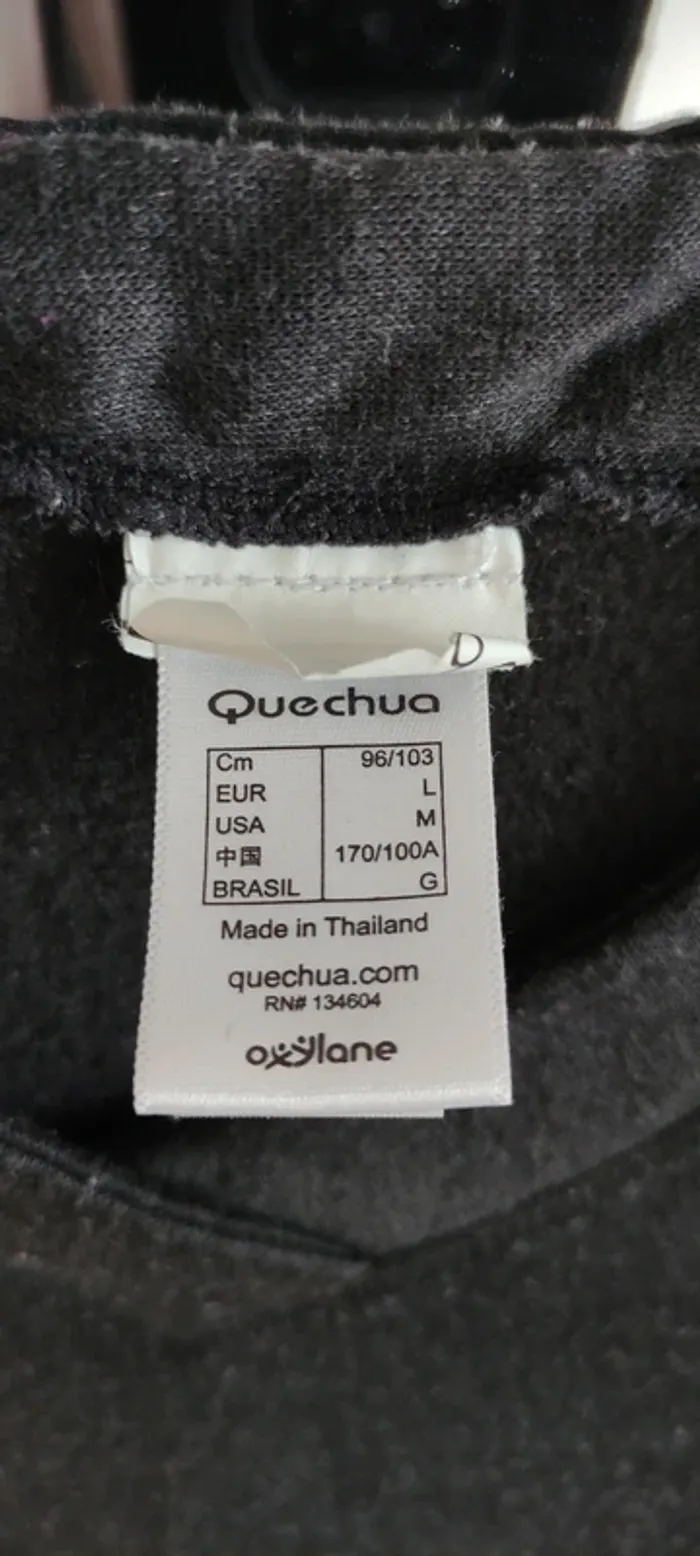 D
Quechua
Cm 96/103
EUR L
USA M
中国 170/100A
BRASIL G
Made in Thailand
quechua.com
RN# 134604
oxylane